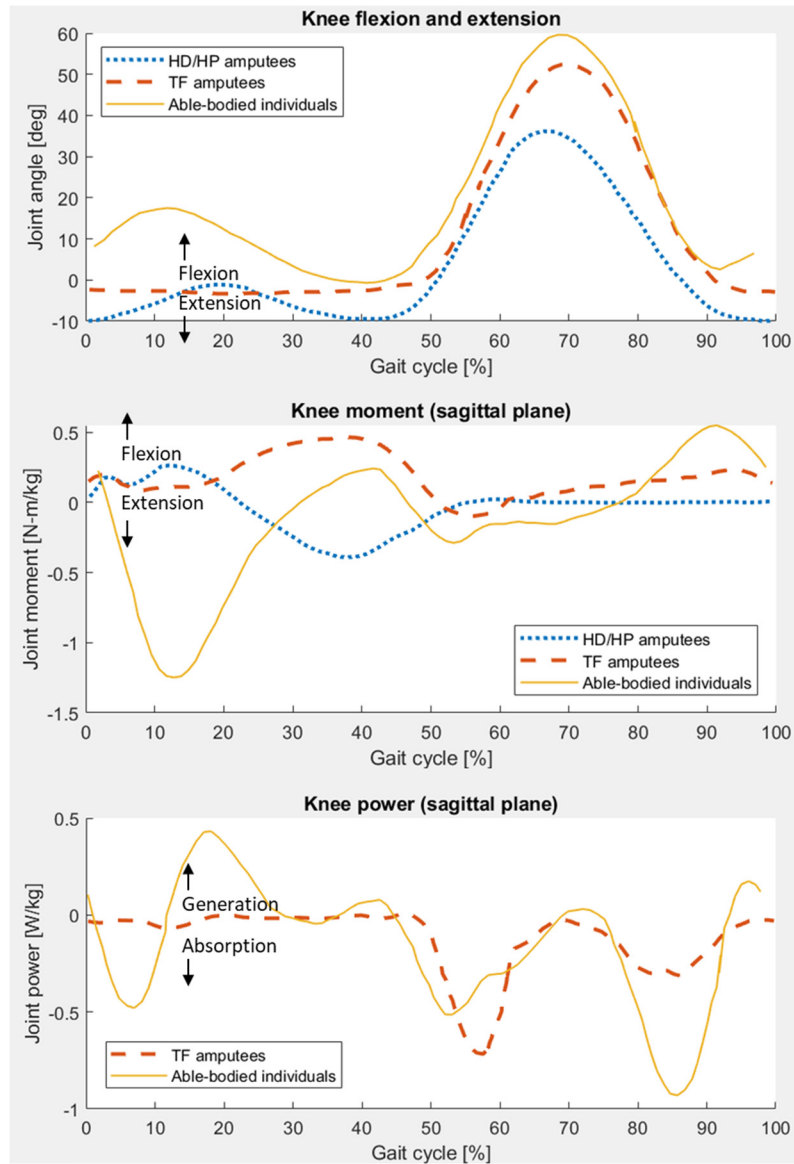 Knee flexion and extension
60
50
40
30
20
10
0
-10
Joint angle [deg]
HD/HP amputees
TF amputees
Able-bodied individuals
Flexion
Extension
0 10 20 30 40 50 60 70 80 90 100
Gait cycle [%]
Knee moment (sagittal plane)
0.5
0
-0.5
-1
-1.5
Joint moment [N-m/kg]
Flexion
Extension
HD/HP amputees
TF amputees
Able-bodied individuals
0 10 20 30 40 50 60 70 80 90 100
Gait cycle [%]
Knee power (sagittal plane)
0.5
0
-0.5
-1
Joint power [W/kg]
Generation
Absorption
TF amputees
Able-bodied individuals
0 10 20 30 40 50 60 70 80 90 100
Gait cycle [%]